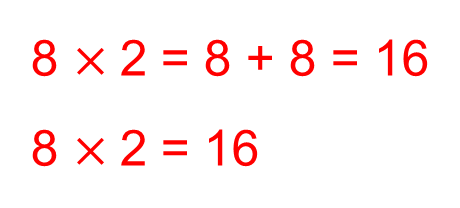 8 × 2 = 8 + 8 = 16
8 × 2 = 16